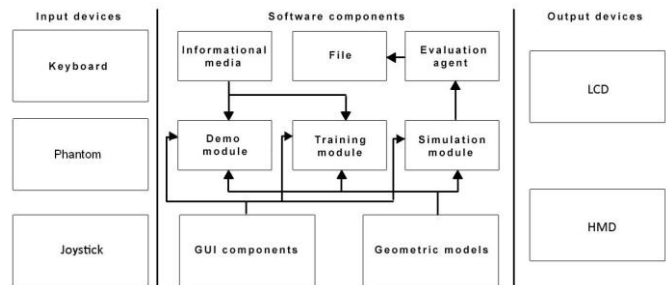 Input devices
Software components
Output devices
Keyboard
Phantom
Joystick
Informational
media
File
Evaluation
agent
Demo
module
Training
module
Simulation
module
GUI components
Geometric models
LCD
HMD